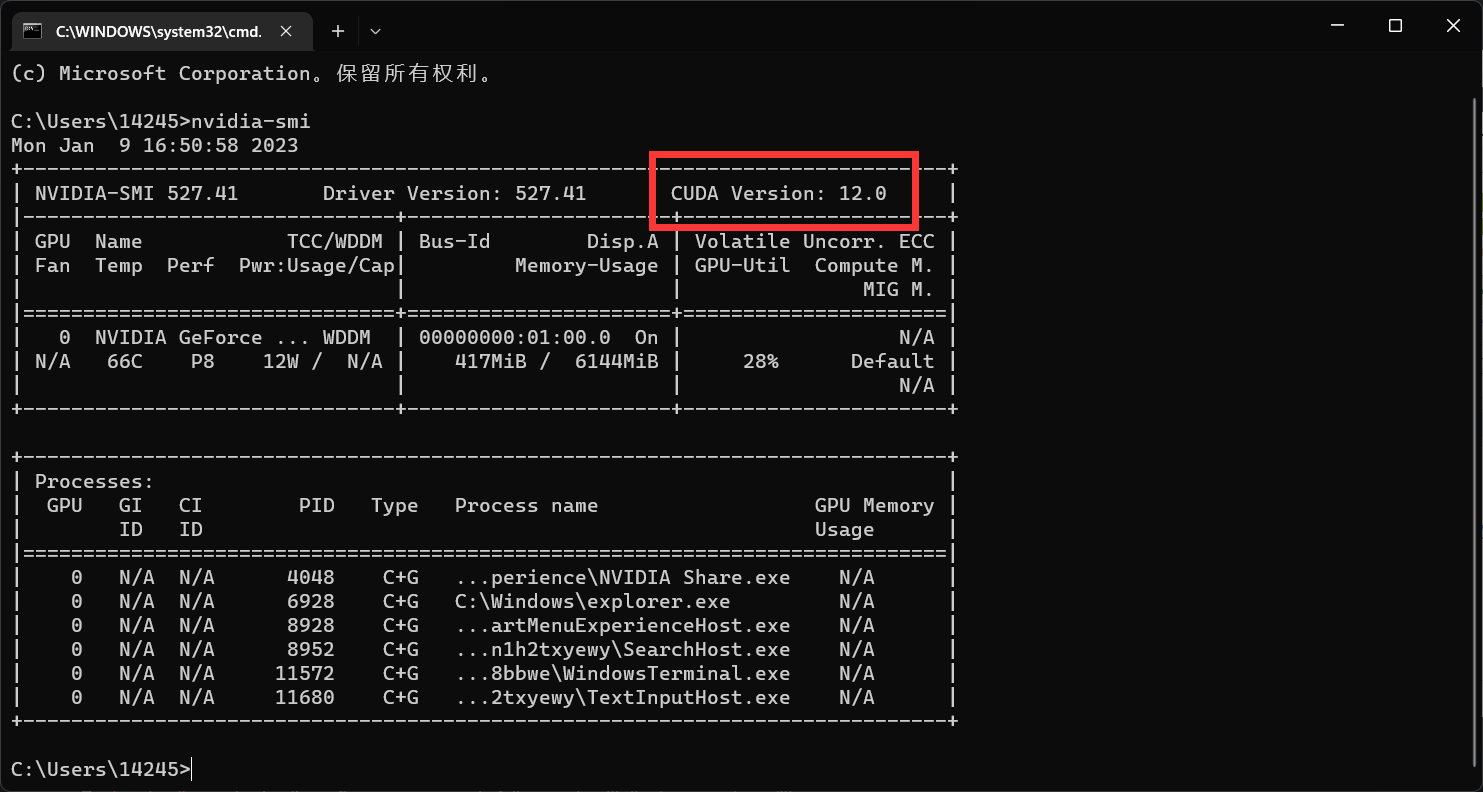 C:\WINDOWS\system32\cmd.
(c) Microsoft Corporation。保留所有权利。
C:\Users\14245>nvidia-smi
Mon Jan  9 16:50:58 2023
+-----------------------------------------------------------------------------+
| NVIDIA-SMI 527.41       Driver Version: 527.41       CUDA Version: 12.0     |
|-------------------------------+----------------------+----------------------+
| GPU  Name            TCC/WDDM | Bus-Id        Disp.A | Volatile Uncorr. ECC |
| Fan  Temp  Perf  Pwr:Usage/Cap|         Memory-Usage | GPU-Util  Compute M. |
|                               |                      |               MIG M. |
|===============================+======================+======================|
|   0  NVIDIA GeForce ... WDDM  | 00000000:01:00.0  On |                  N/A |
| N/A   66C    P8    12W /  N/A |    417MiB /  6144MiB |     28%      Default |
|                               |                      |                  N/A |
+-------------------------------+----------------------+----------------------+
+-----------------------------------------------------------------------------+
| Processes:                                                                  |
|  GPU   GI   CI        PID   Type   Process name                  GPU Memory |
|        ID   ID                                                   Usage      |
|=============================================================================|
|    0   N/A  N/A      4048    C+G   ...perience\NVIDIA Share.exe    N/A      |
|    0   N/A  N/A      6928    C+G   C:\Windows\explorer.exe         N/A      |
|    0   N/A  N/A      8928    C+G   ...artMenuExperienceHost.exe    N/A      |
|    0   N/A  N/A      8952    C+G   ...n1h2txyewy\SearchHost.exe    N/A      |
|    0   N/A  N/A     11572    C+G   ...8bbwe\WindowsTerminal.exe    N/A      |
|    0   N/A  N/A     11680    C+G   ...2txyewy\TextInputHost.exe    N/A      |
+-----------------------------------------------------------------------------+
C:\Users\14245>